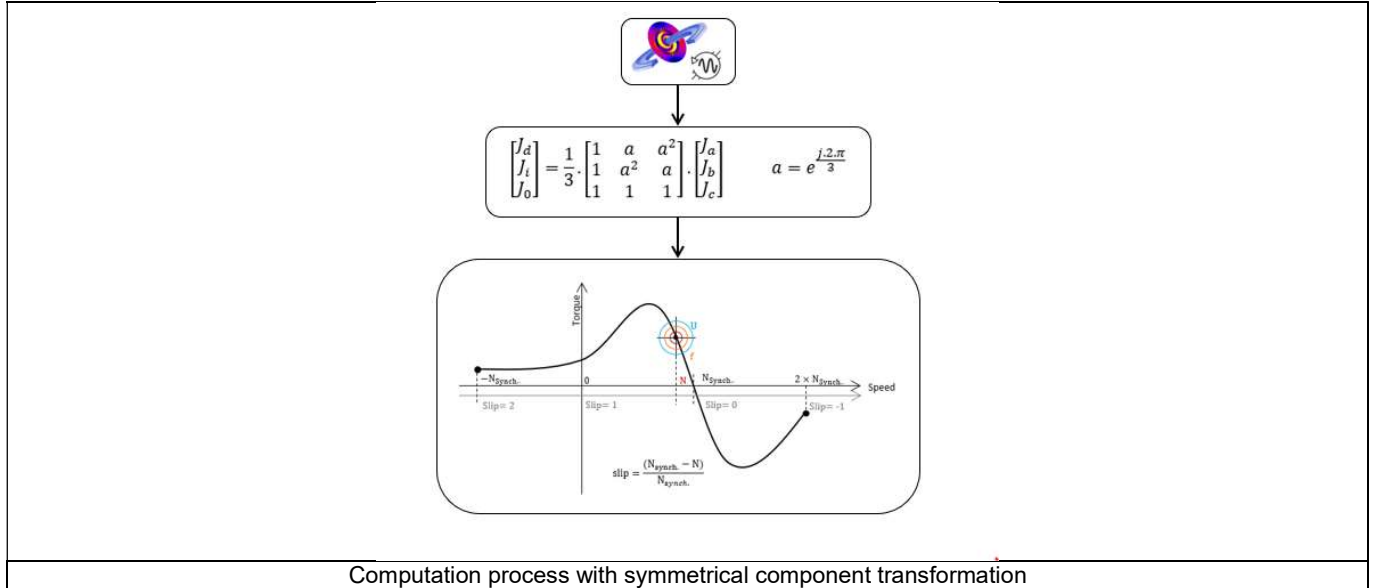 [J_d J_i J_0] = 1/3 . [1 a a² 1 a² a 1 1 1] . [J_a J_b J_c] a = e^(j.2.π/3)
Torque
U
f
−N_Synch. 0 N N_Synch. 2 × N_Synch. Speed
Slip= 2 Slip= 1 Slip= 0 Slip= -1
slip = (N_synch. − N) / N_synch.
Computation process with symmetrical component transformation